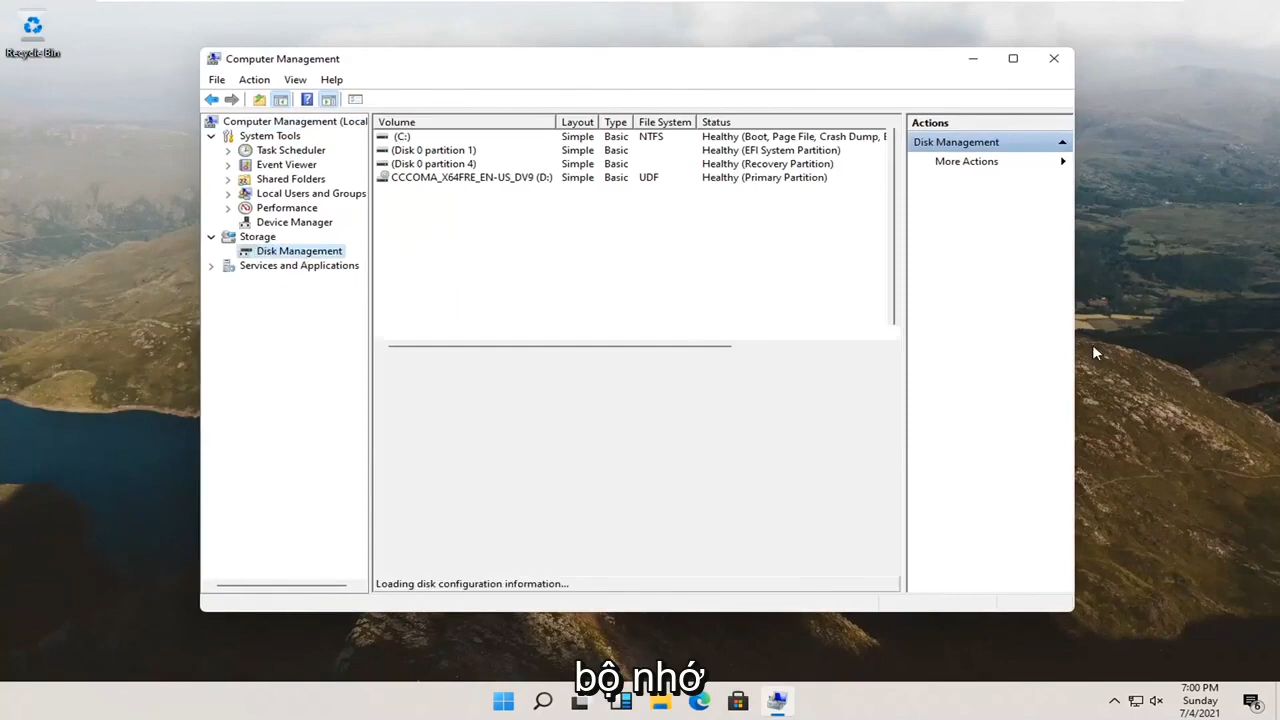 Recycle Bin
Computer Management
File Action View Help
Computer Management (Local
System Tools
Task Scheduler
Event Viewer
Shared Folders
Local Users and Groups
Performance
Device Manager
Storage
Disk Management
Services and Applications
Volume Layout Type File System Status
(C:) Simple Basic NTFS Healthy (Boot, Page File, Crash Dump, E
(Disk 0 partition 1) Simple Basic Healthy (EFI System Partition)
(Disk 0 partition 4) Simple Basic Healthy (Recovery Partition)
CCCOMA_X64FRE_EN-US_DV9 (D:) Simple Basic UDF Healthy (Primary Partition)
Loading disk configuration information...
Actions
Disk Management
More Actions
bộ nhớ
7:00 PM
Sunday
7/4/2021
6